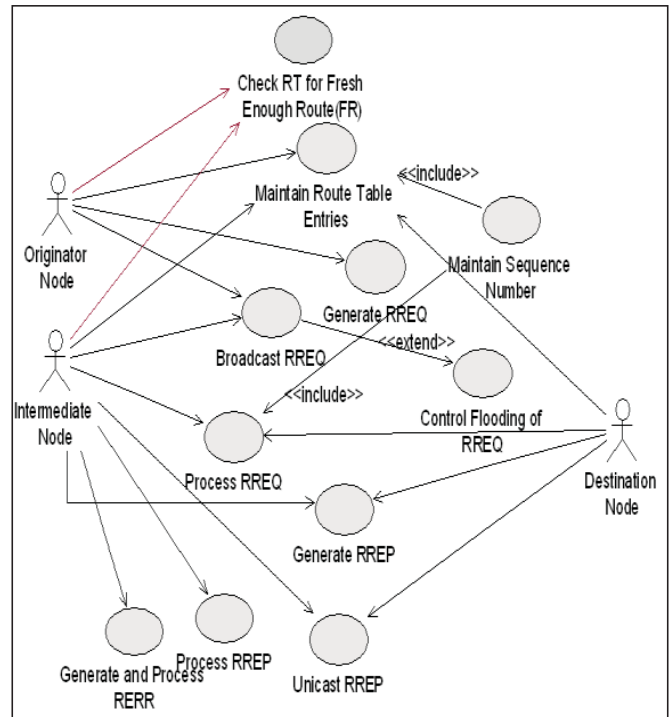 Check RT for Fresh
Enough Route(FR)
<<include>>
Maintain Route Table
Entries
Originator
Node
Maintain Sequence
Number
Generate RREQ
Broadcast RREQ
<<extend>>
Intermediate
Node
<<include>>
Control Flooding of
RREQ
Process RREQ
Destination
Node
Generate RREP
Generate and Process
RERR
Process RREP
Unicast RREP